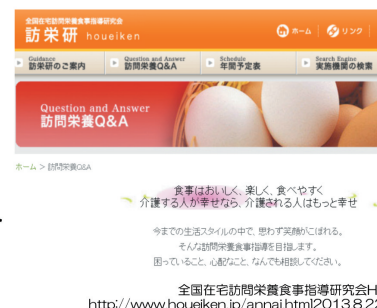 全国在宅訪問栄養食事指導研究会
訪栄研 houeiken
ホーム リンク
Guidance
訪栄研のご案内
Question and Answer
訪問栄養Q&A
Schedule
年間予定表
Search Engine
実施機関の検索
Question and Answer
訪問栄養Q&A
ホーム > 訪問栄養Q&A
食事はおいしく、楽しく、食べやすく
介護する人が幸せなら、介護される人はもっと幸せ
今までの生活スタイルの中で、思わず笑顔がこぼれる。
そんな訪問栄養食事指導を目指します。
困っていること、心配なこと、なんでも相談してください。
全国在宅訪問栄養食事指導研究会H
http://www.houeiken.jp/annai.html2013.8.22